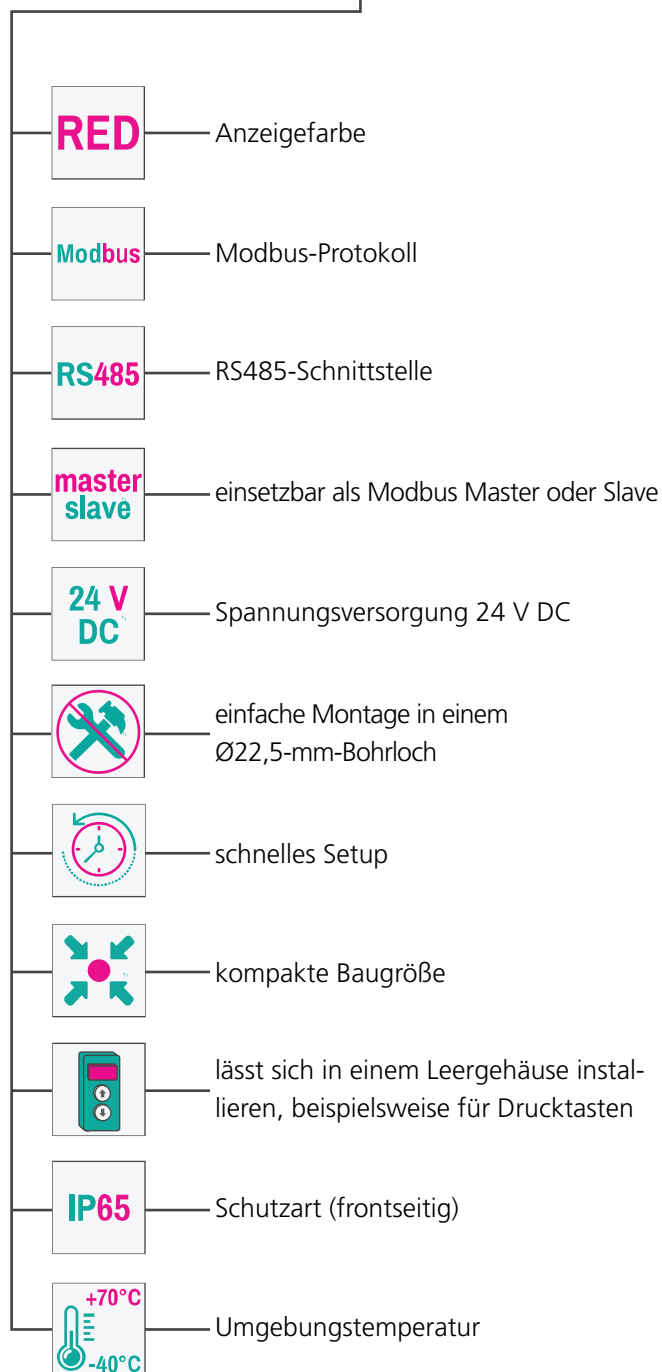 RED
Anzeigefarbe
Modbus
Modbus-Protokoll
RS485
RS485-Schnittstelle
master
slave
einsetzbar als Modbus Master oder Slave
24 V
DC
Spannungsversorgung 24 V DC
einfache Montage in einem
Ø22,5-mm-Bohrloch
schnelles Setup
kompakte Baugröße
lässt sich in einem Leergehäuse instal-
lieren, beispielsweise für Drucktasten
IP65
Schutzart (frontseitig)
+70°C
Umgebungstemperatur
-40°C